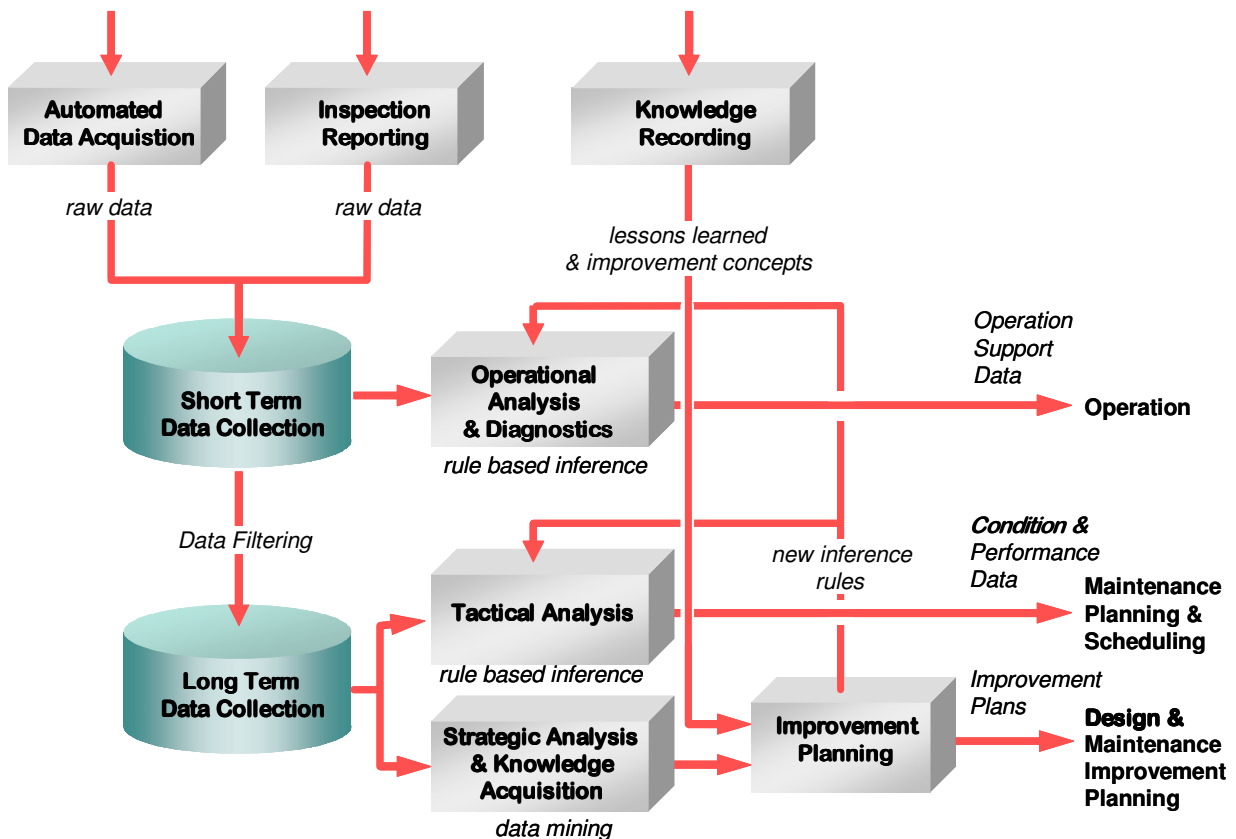 Automated
Data Acquistion
Inspection
Reporting
Knowledge
Recording
raw data
raw data
lessons learned
& improvement concepts
Short Term
Data Collection
Operational
Analysis
& Diagnostics
rule based inference
Operation
Support
Data
Operation
Data Filtering
Tactical Analysis
rule based inference
new inference
rules
Condition &
Performance
Data
Maintenance
Planning &
Scheduling
Long Term
Data Collection
Strategic Analysis
& Knowledge
Acquisition
data mining
Improvement
Planning
Improvement
Plans
Design &
Maintenance
Improvement
Planning